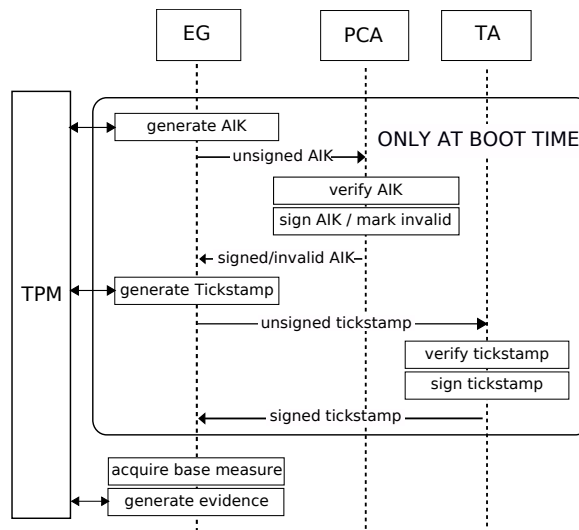 EG
PCA
TA
generate AIK
ONLY AT BOOT TIME
unsigned AIK
verify AIK
sign AIK / mark invalid
signed/invalid AIK
TPM
generate Tickstamp
unsigned tickstamp
verify tickstamp
sign tickstamp
signed tickstamp
acquire base measure
generate evidence